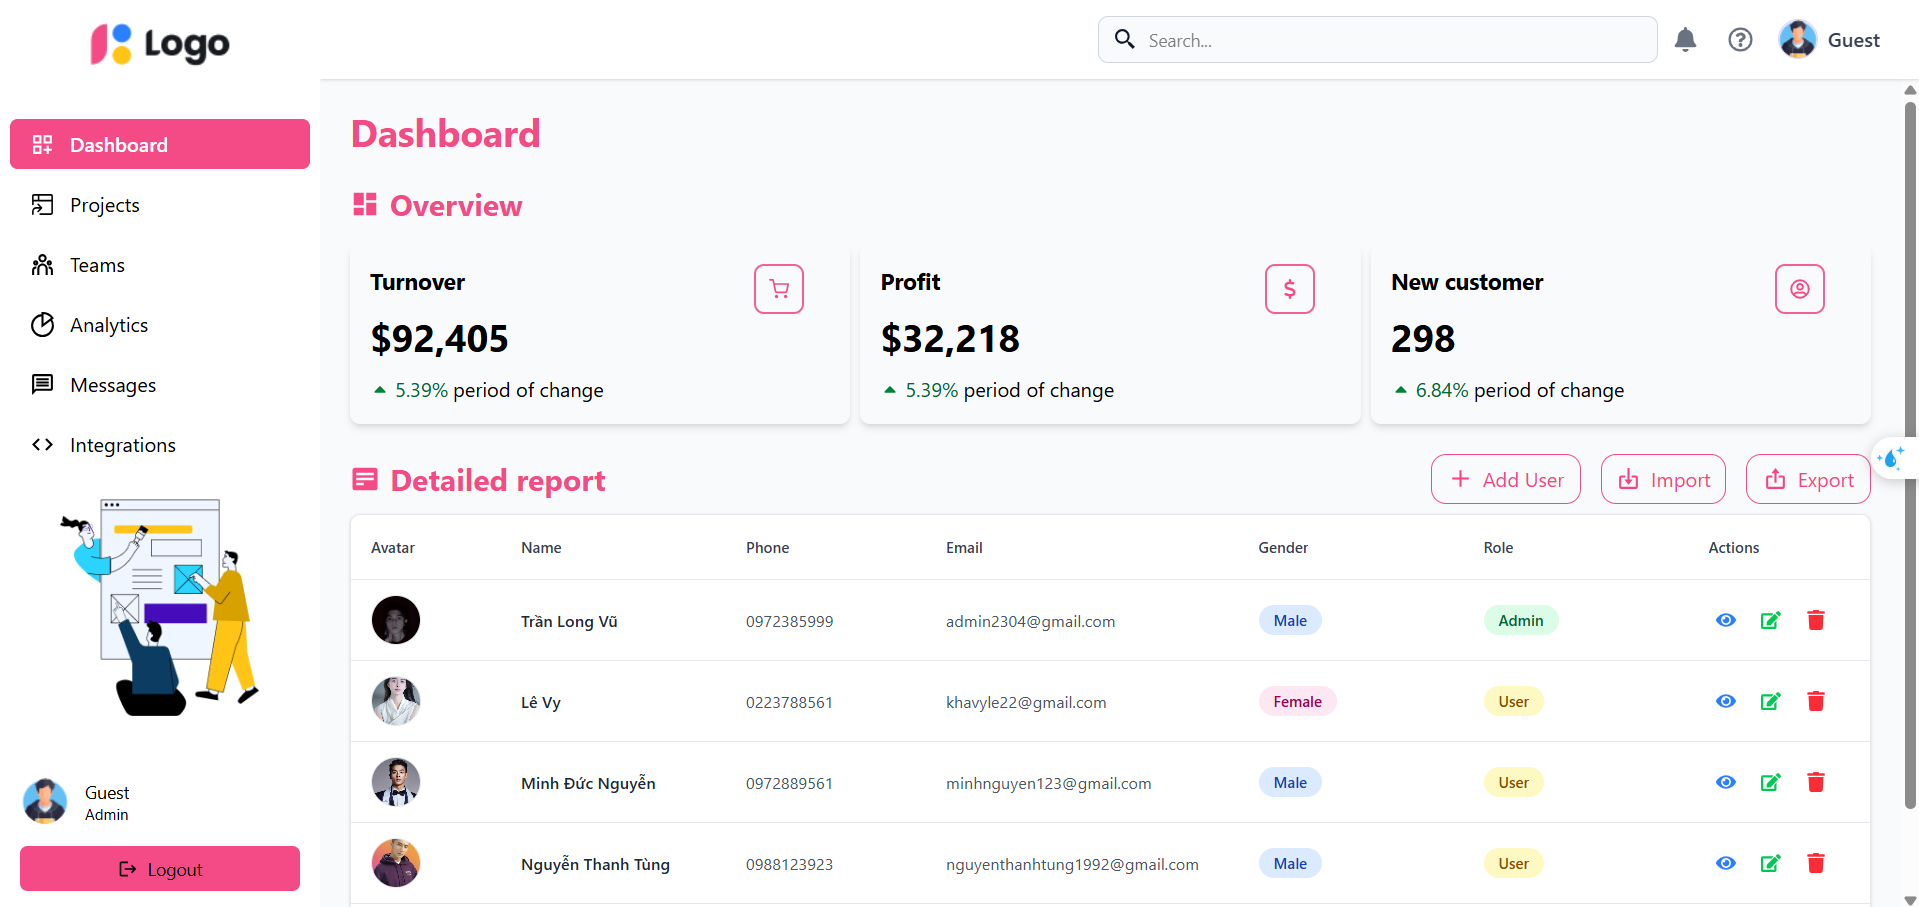 Logo
Search...
Guest
Dashboard
Projects
Teams
Analytics
Messages
Integrations
Guest
Admin
Logout
Dashboard
Overview
Turnover
$92,405
5.39% period of change
Profit
$
$32,218
5.39% period of change
New customer
298
6.84% period of change
Detailed report
Add User
Import
Export
Avatar Name Phone Email Gender Role Actions
Trần Long Vũ 0972385999 admin2304@gmail.com Male Admin
Lê Vy 0223788561 khavyle22@gmail.com Female User
Minh Đức Nguyễn 0972889561 minhnguyen123@gmail.com Male User
Nguyễn Thanh Tùng 0988123923 nguyenthanhtung1992@gmail.com Male User